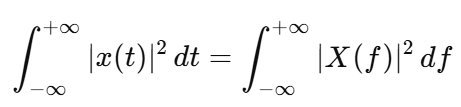 ∫_{−∞}^{+∞} |x(t)|² dt = ∫_{−∞}^{+∞} |X(f)|² df